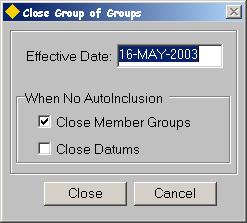 Close Group of Groups
Effective Date: 16-MAY-2003
When No AutoInclusion
Close Member Groups
Close Datums
Close Cancel